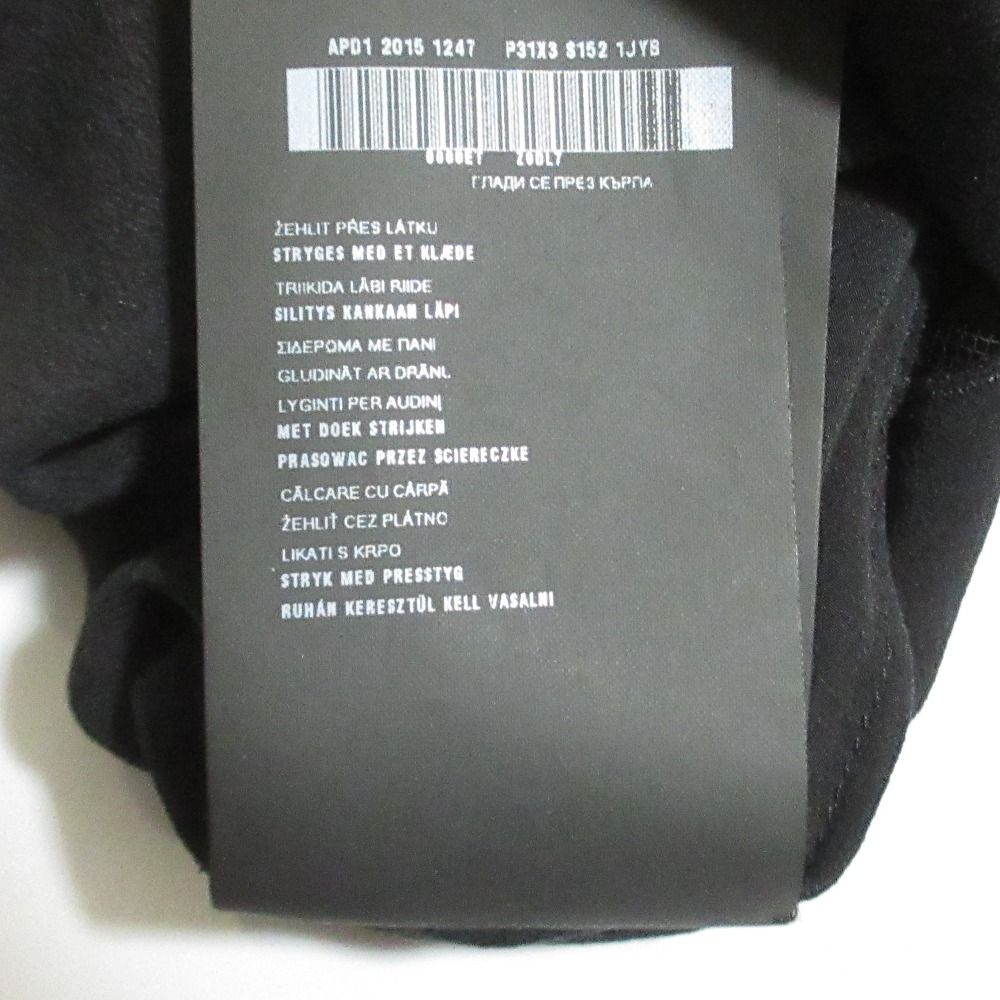 APD1 2015 1247 P31X3 S152 1JYB
ГЛАДИ СЕ ПРЕЗ КЪРПА
ŽEHLIT PŘES LÁTKU
STRYGES MED ET KLÆDE
TRIIKIDA LÄBI RIIDE
SILITYS KANKAAN LÄPI
ΣΙΔΕΡΩΜΑ ΜΕ ΠΑΝΙ
GLUDINĀT AR DRĀNU
LYGINTI PER AUDINĮ
MET DOEK STRIJKEN
PRASOWAC PRZEZ SCIERECZKE
CĂLCARE CU CÂRPĂ
ŽEHLIŤ CEZ PLÁTNO
LIKATI S KRPO
STRYK MED PRESSTYG
RUHÁN KERESZTÜL KELL VASALNI